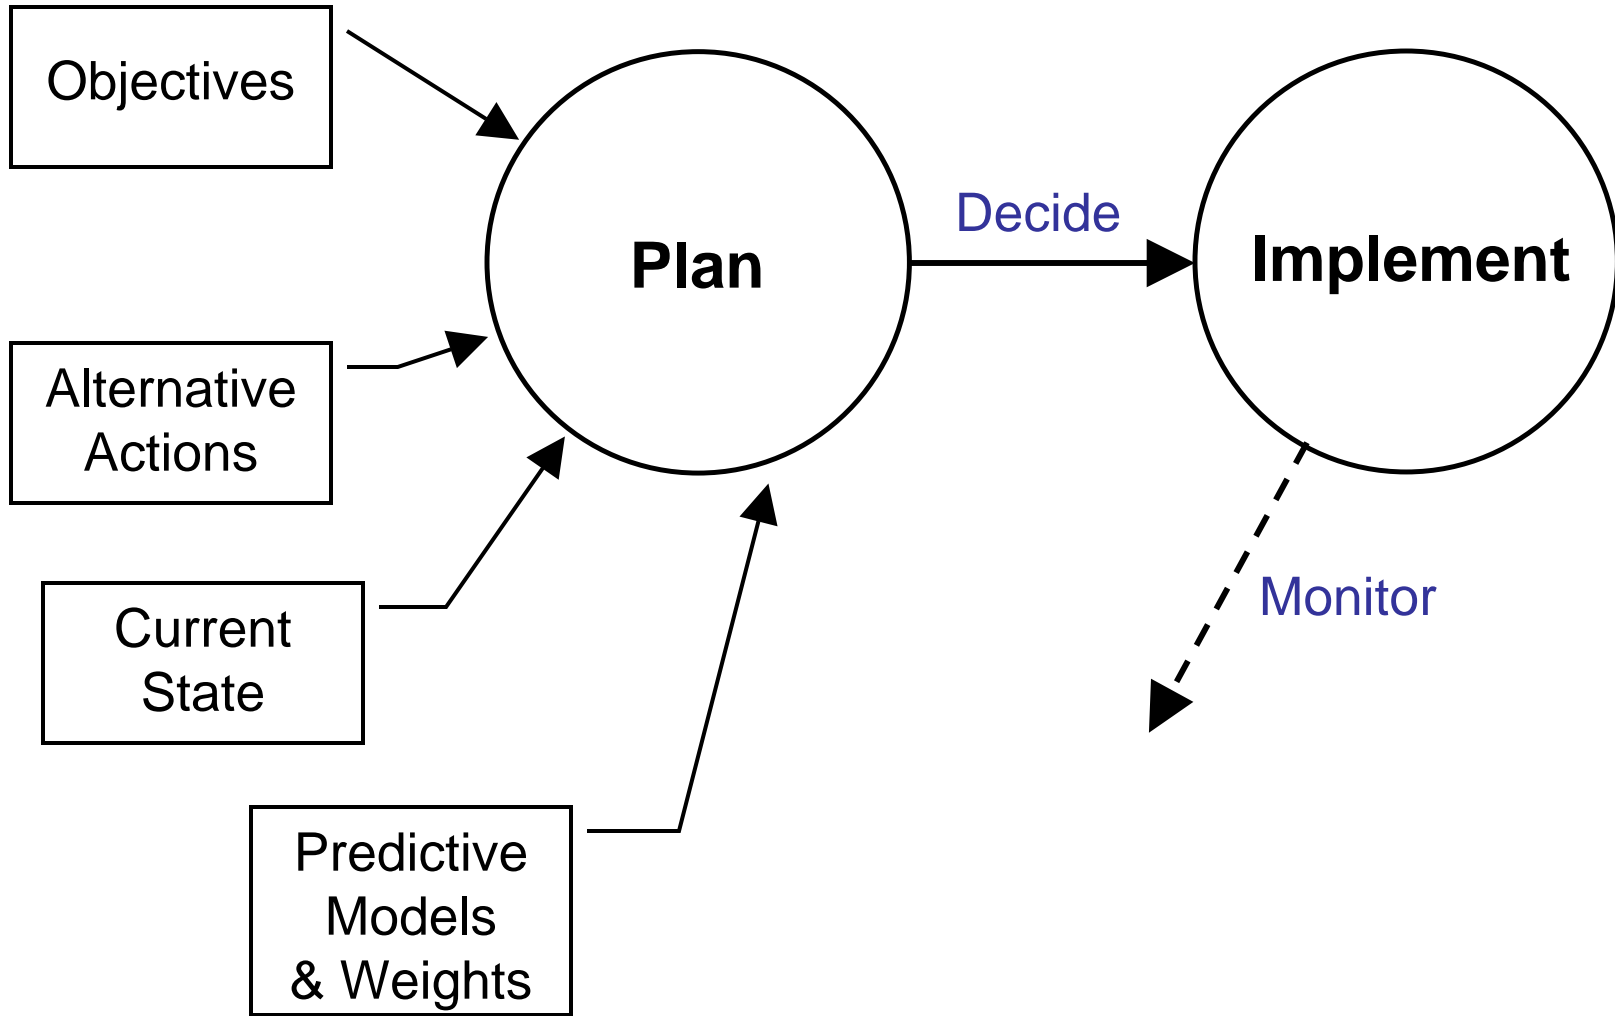 Objectives
Plan
Decide
Implement
Alternative
Actions
Current
State
Monitor
Predictive
Models
& Weights